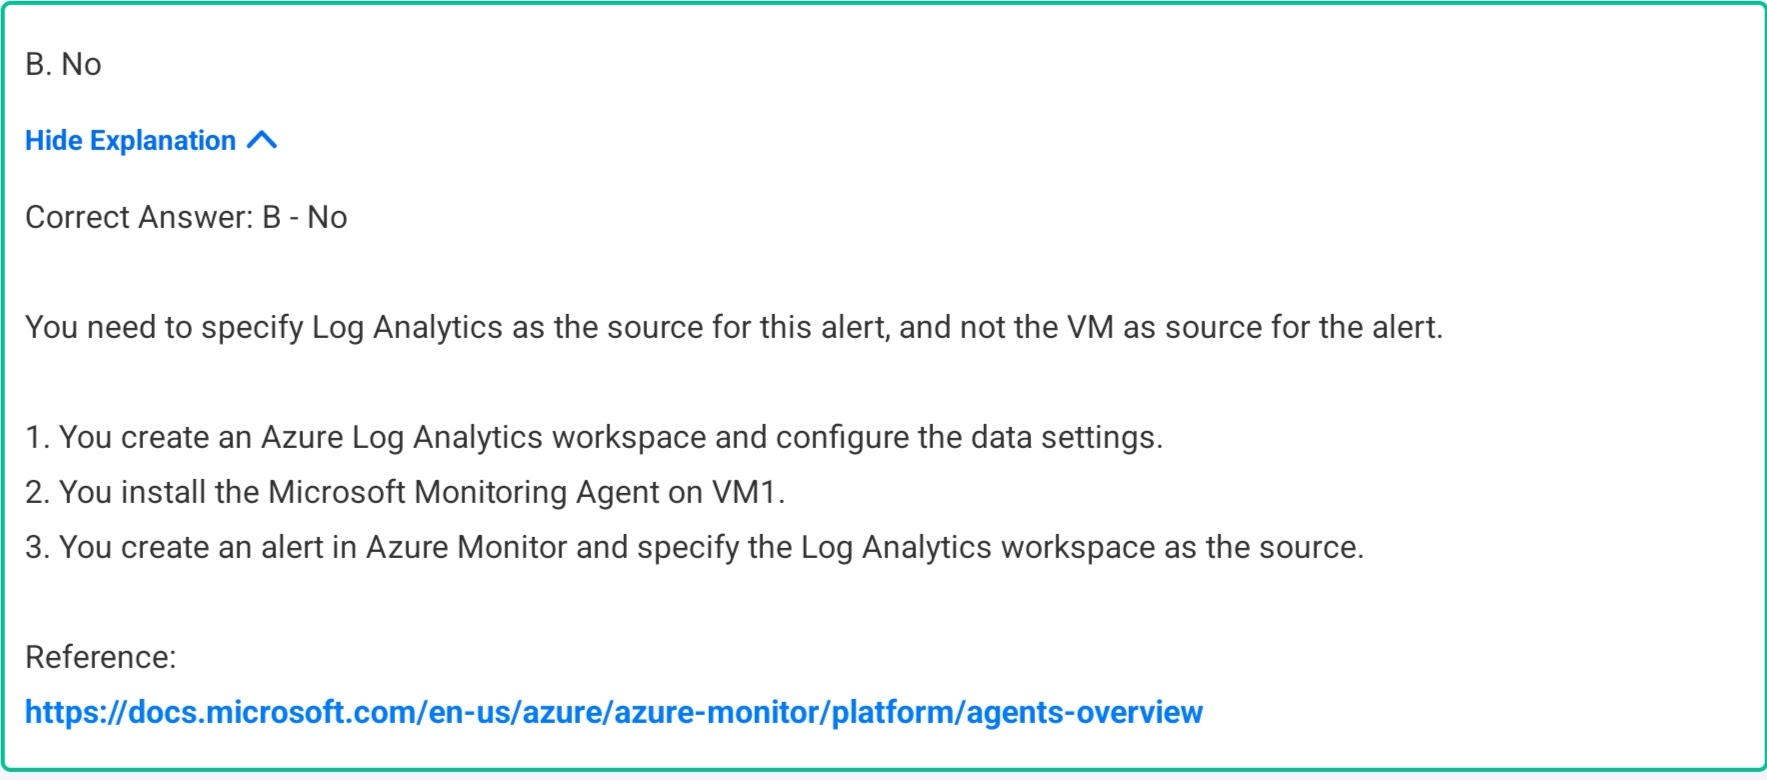 B. No
Hide Explanation
Correct Answer: B - No
You need to specify Log Analytics as the source for this alert, and not the VM as source for the alert.
1. You create an Azure Log Analytics workspace and configure the data settings.
2. You install the Microsoft Monitoring Agent on VM1.
3. You create an alert in Azure Monitor and specify the Log Analytics workspace as the source.
Reference:
https://docs.microsoft.com/en-us/azure/azure-monitor/platform/agents-overview